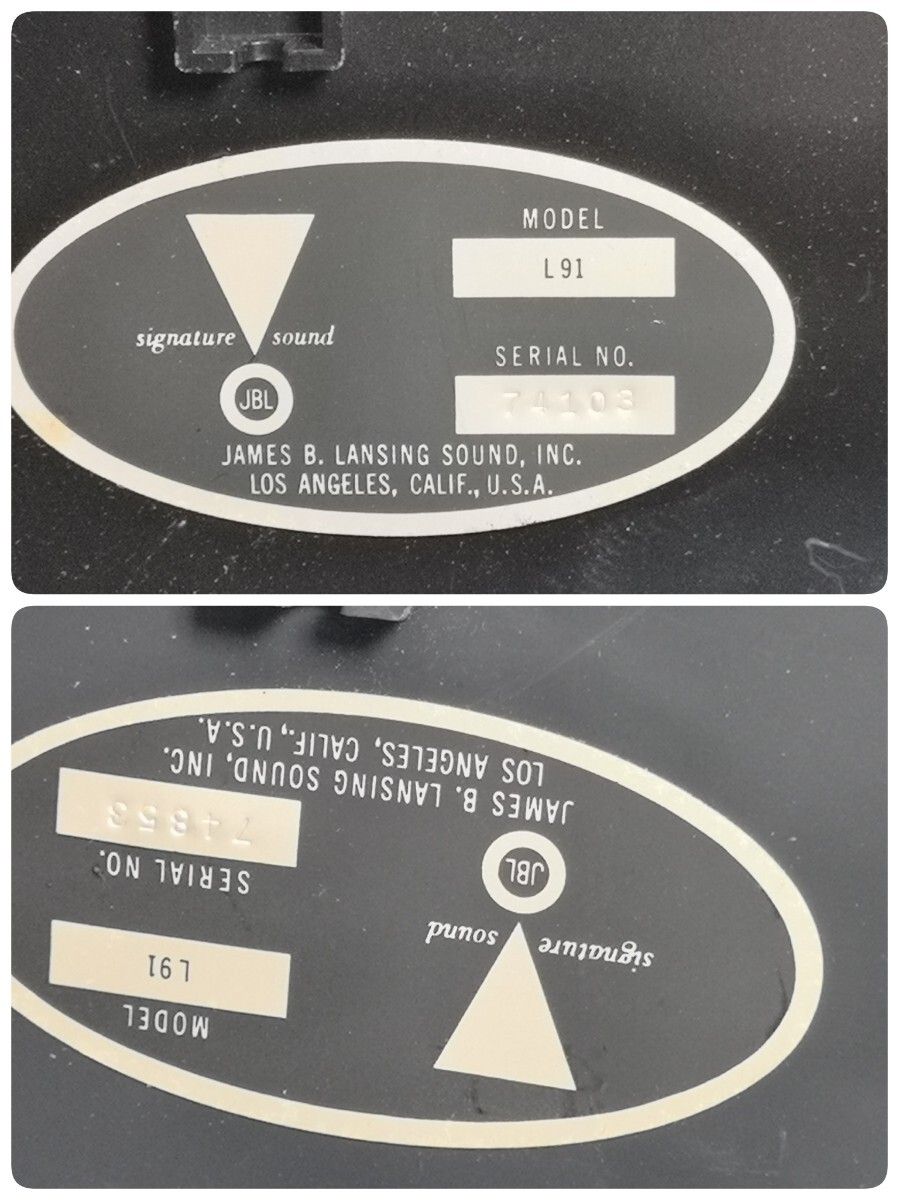 MODEL
L91
signature sound
SERIAL NO.
74103
JBL
JAMES B. LANSING SOUND, INC.
LOS ANGELES, CALIF., U.S.A.
MODEL
L91
signature sound
SERIAL NO.
JBL
JAMES B. LANSING SOUND, INC.
LOS ANGELES, CALIF., U.S.A.